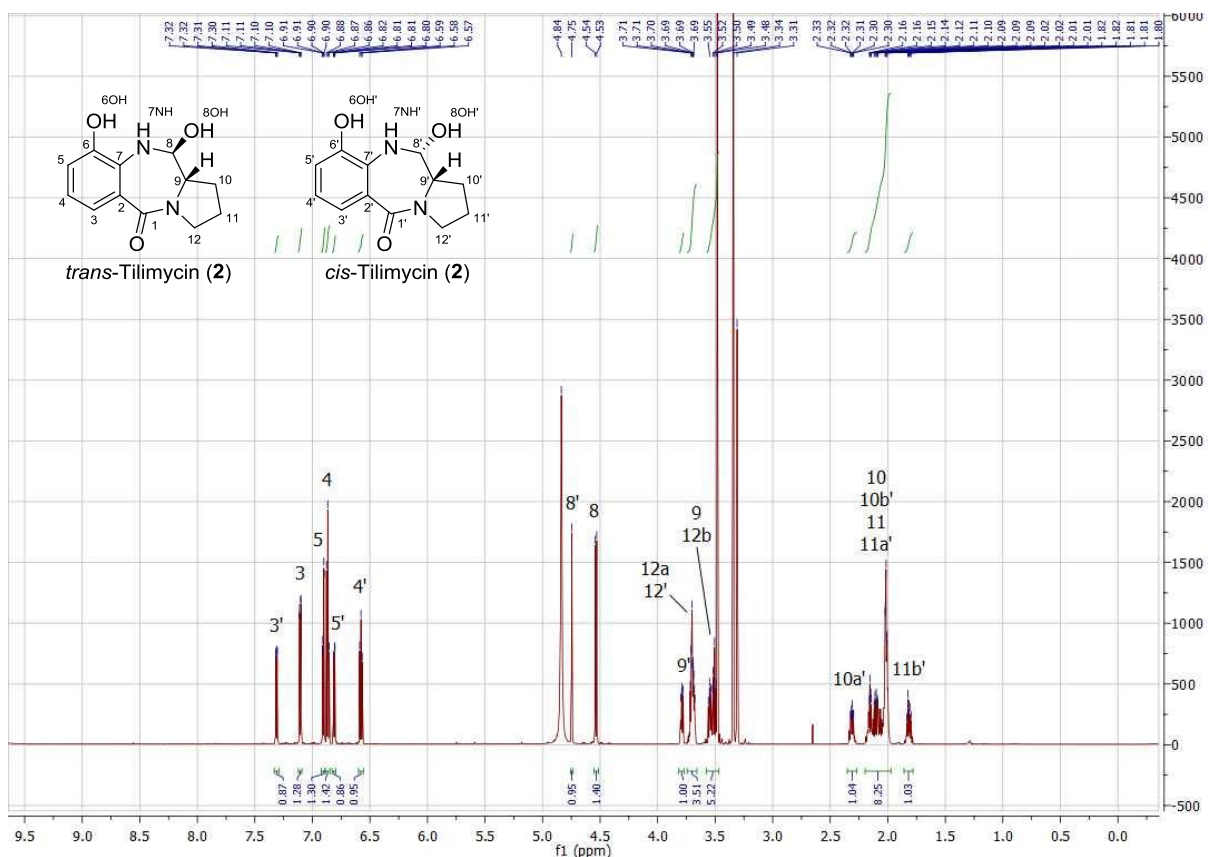 7.32 7.32 7.31 7.30 7.11 7.11 7.10 7.10 6.91 6.91 6.90 6.90 6.88 6.87 6.86 6.82 6.81 6.81 6.80 6.59 6.58 6.57 4.84 4.75 4.54 4.53 3.71 3.71 3.70 3.69 3.69 3.69 3.55 3.52 3.50 3.49 3.48 3.34 3.31 2.33 2.32 2.32 2.31 2.30 2.30 2.16 2.16 2.15 2.14 2.12 2.11 2.10 2.09 2.09 2.09 2.02 2.02 2.01 2.01 1.82 1.82 1.81 1.81 1.80
6OH 7NH 8OH
OH H N OH
6 8 H
5 7 9 10
4 2 N 11
3 1 12
O
trans-Tilimycin (2)
6OH' 7NH' 8OH'
OH H N OH
6' 8' H
5' 7' 9' 10'
4' 2' N 11'
3' 1' 12'
O
cis-Tilimycin (2)
3' 3 5 4 5' 4' 8' 8 9'
12a
12'
9
12b
10a'
10
10b'
11
11a'
11b'
0.87 1.28 1.30 1.42 0.86 0.95 0.95 1.40 1.00 3.51 5.22 1.04 8.25 1.03
9.5 9.0 8.5 8.0 7.5 7.0 6.5 6.0 5.5 5.0 4.5 4.0 3.5 3.0 2.5 2.0 1.5 1.0 0.5 0.0
f1 (ppm)
6000
5500
5000
4500
4000
3500
3000
2500
2000
1500
1000
500
0
-500